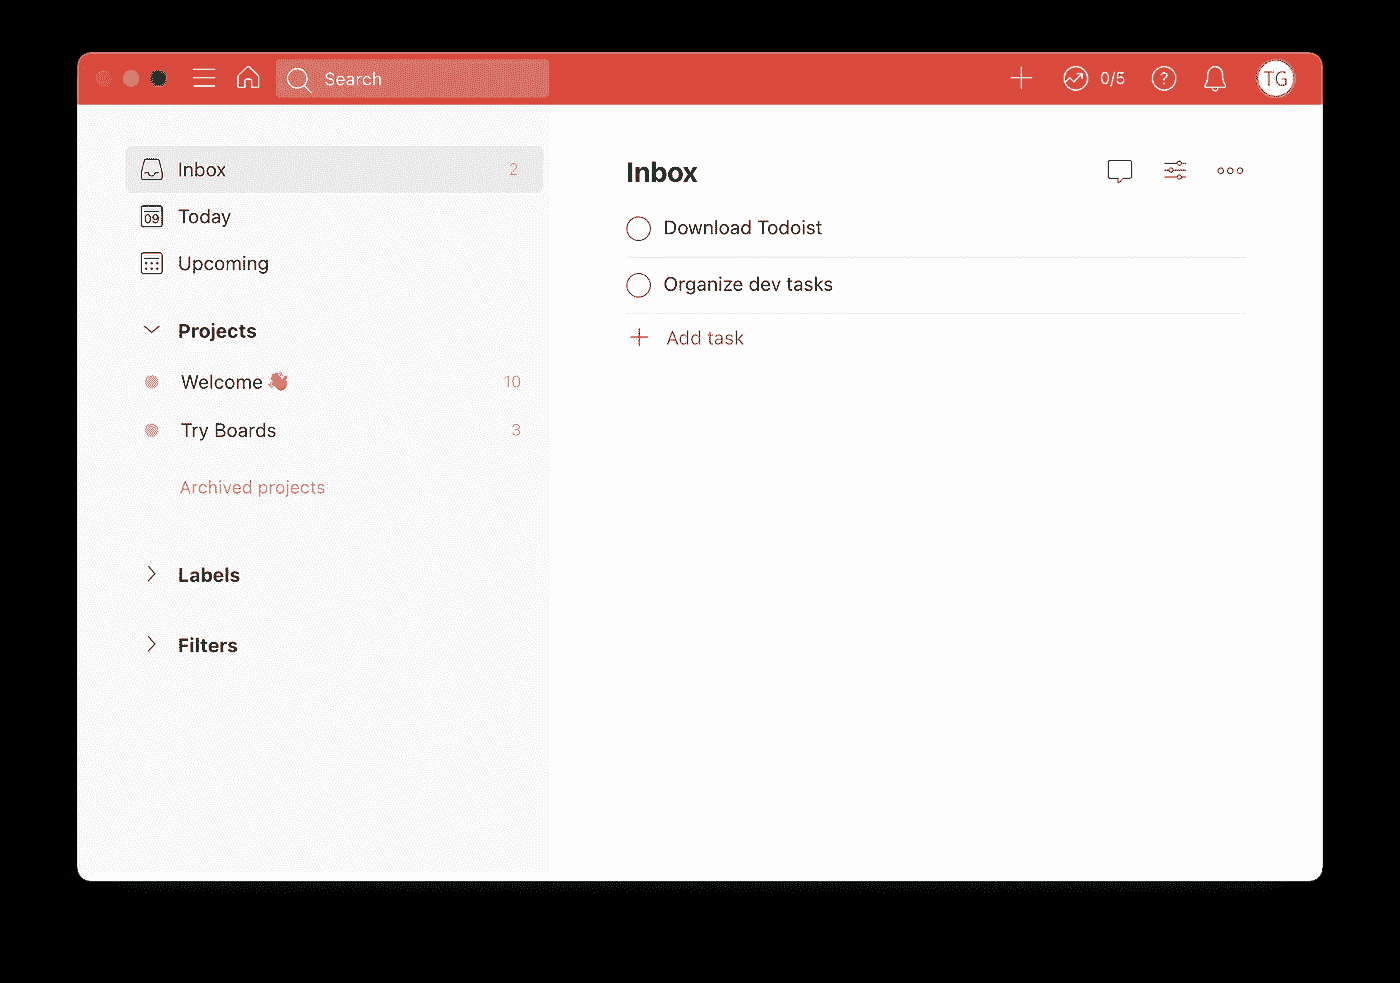 Search
0/5
?
TG
Inbox 2
09 Today
Upcoming
Projects
Welcome 👋 10
Try Boards 3
Archived projects
Labels
Filters
Inbox
Download Todoist
Organize dev tasks
Add task